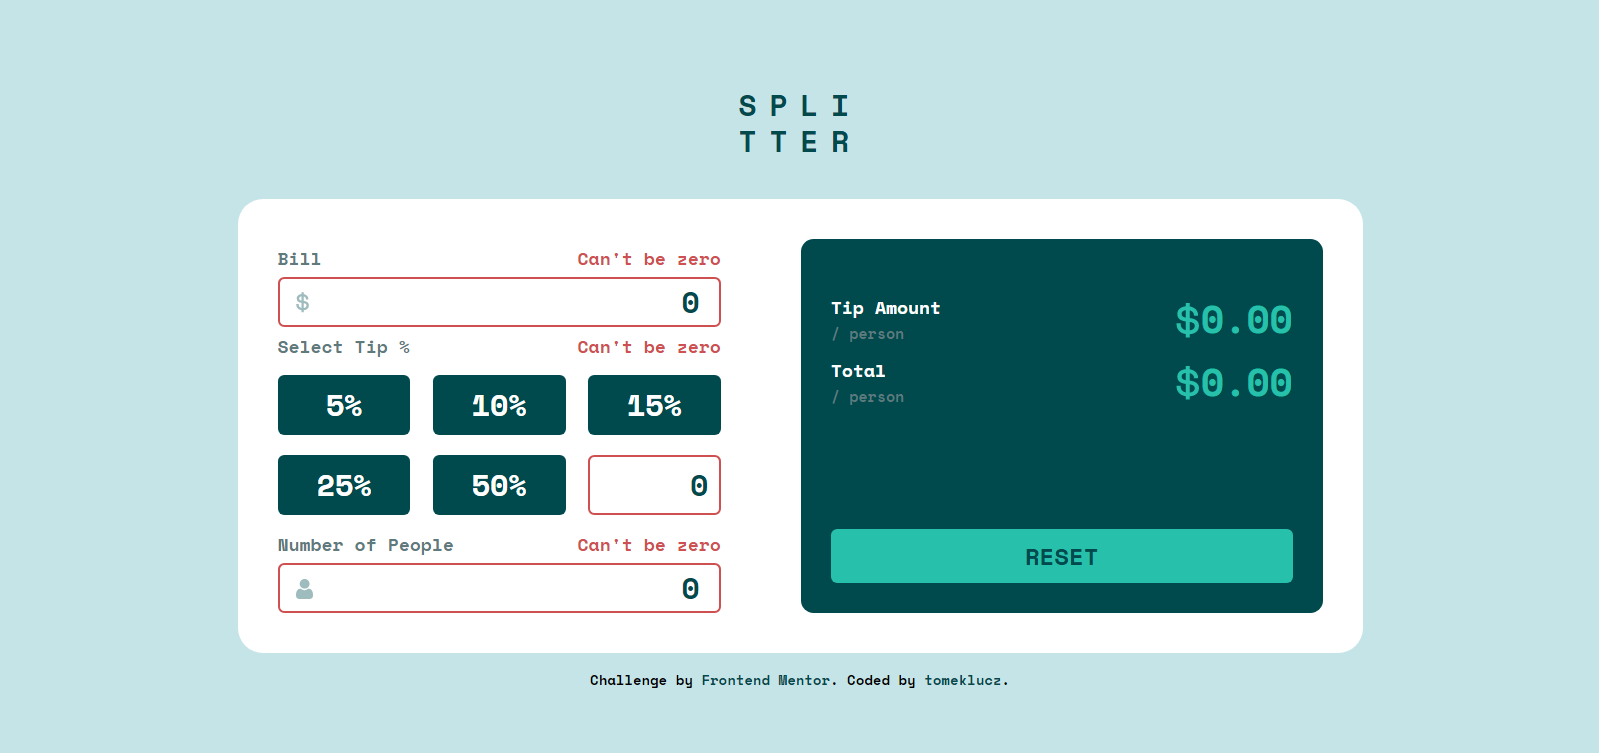 SPLI
TTER
Bill Can't be zero
$ 0
Select Tip % Can't be zero
5% 10% 15%
25% 50% 0
Number of People Can't be zero
0
Tip Amount
/ person
$0.00
Total
/ person
$0.00
RESET
Challenge by Frontend Mentor. Coded by tomeklucz.